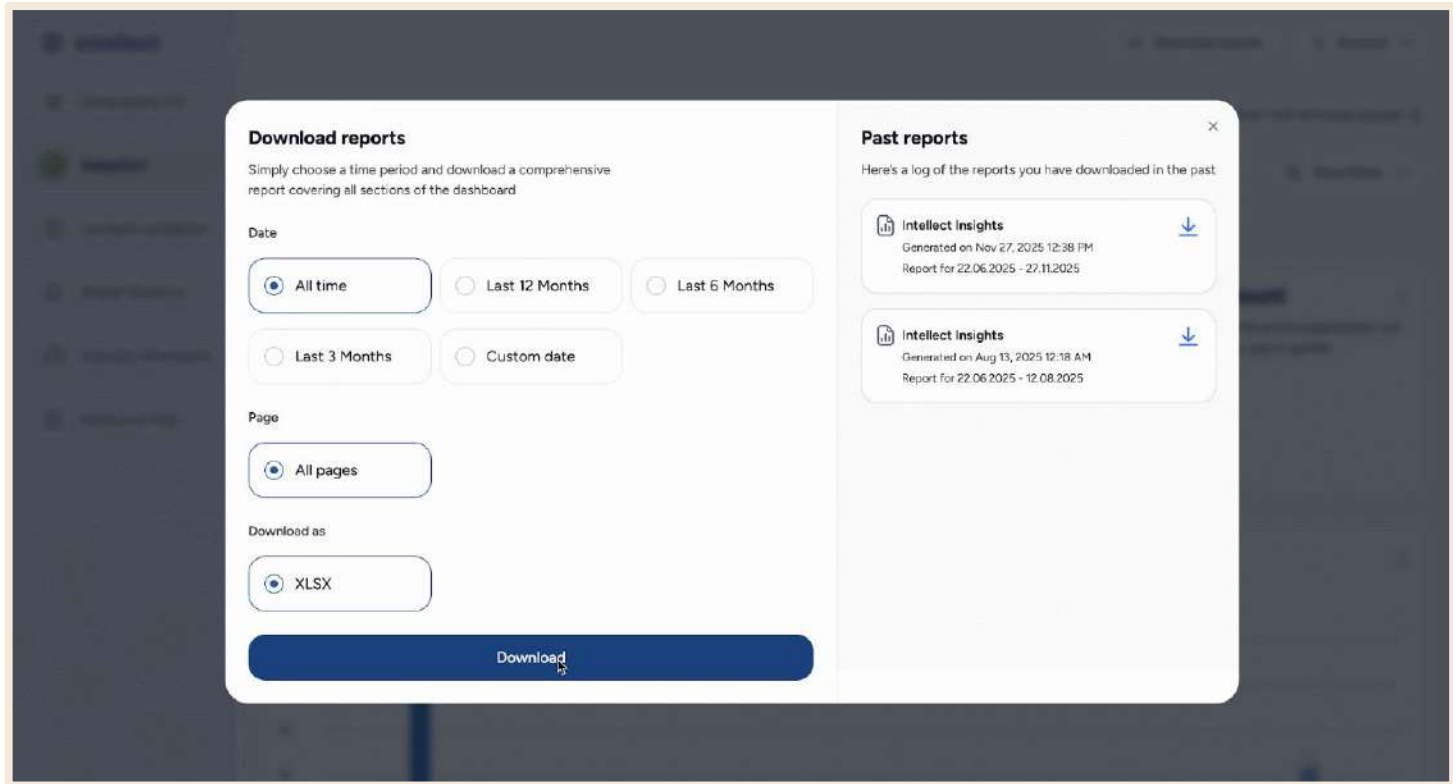 Intellect
Download reports
Simply choose a time period and download a comprehensive
report covering all sections of the dashboard
Date
All time
Last 12 Months
Last 6 Months
Last 3 Months
Custom date
Page
All pages
Download as
XLSX
Download
Past reports
Here's a log of the reports you have downloaded in the past
Intellect Insights
Generated on Nov 27, 2025 12:38 PM
Report for 22.06.2025 - 27.11.2025
Intellect Insights
Generated on Aug 13, 2025 12:18 AM
Report for 22.06.2025 - 12.08.2025